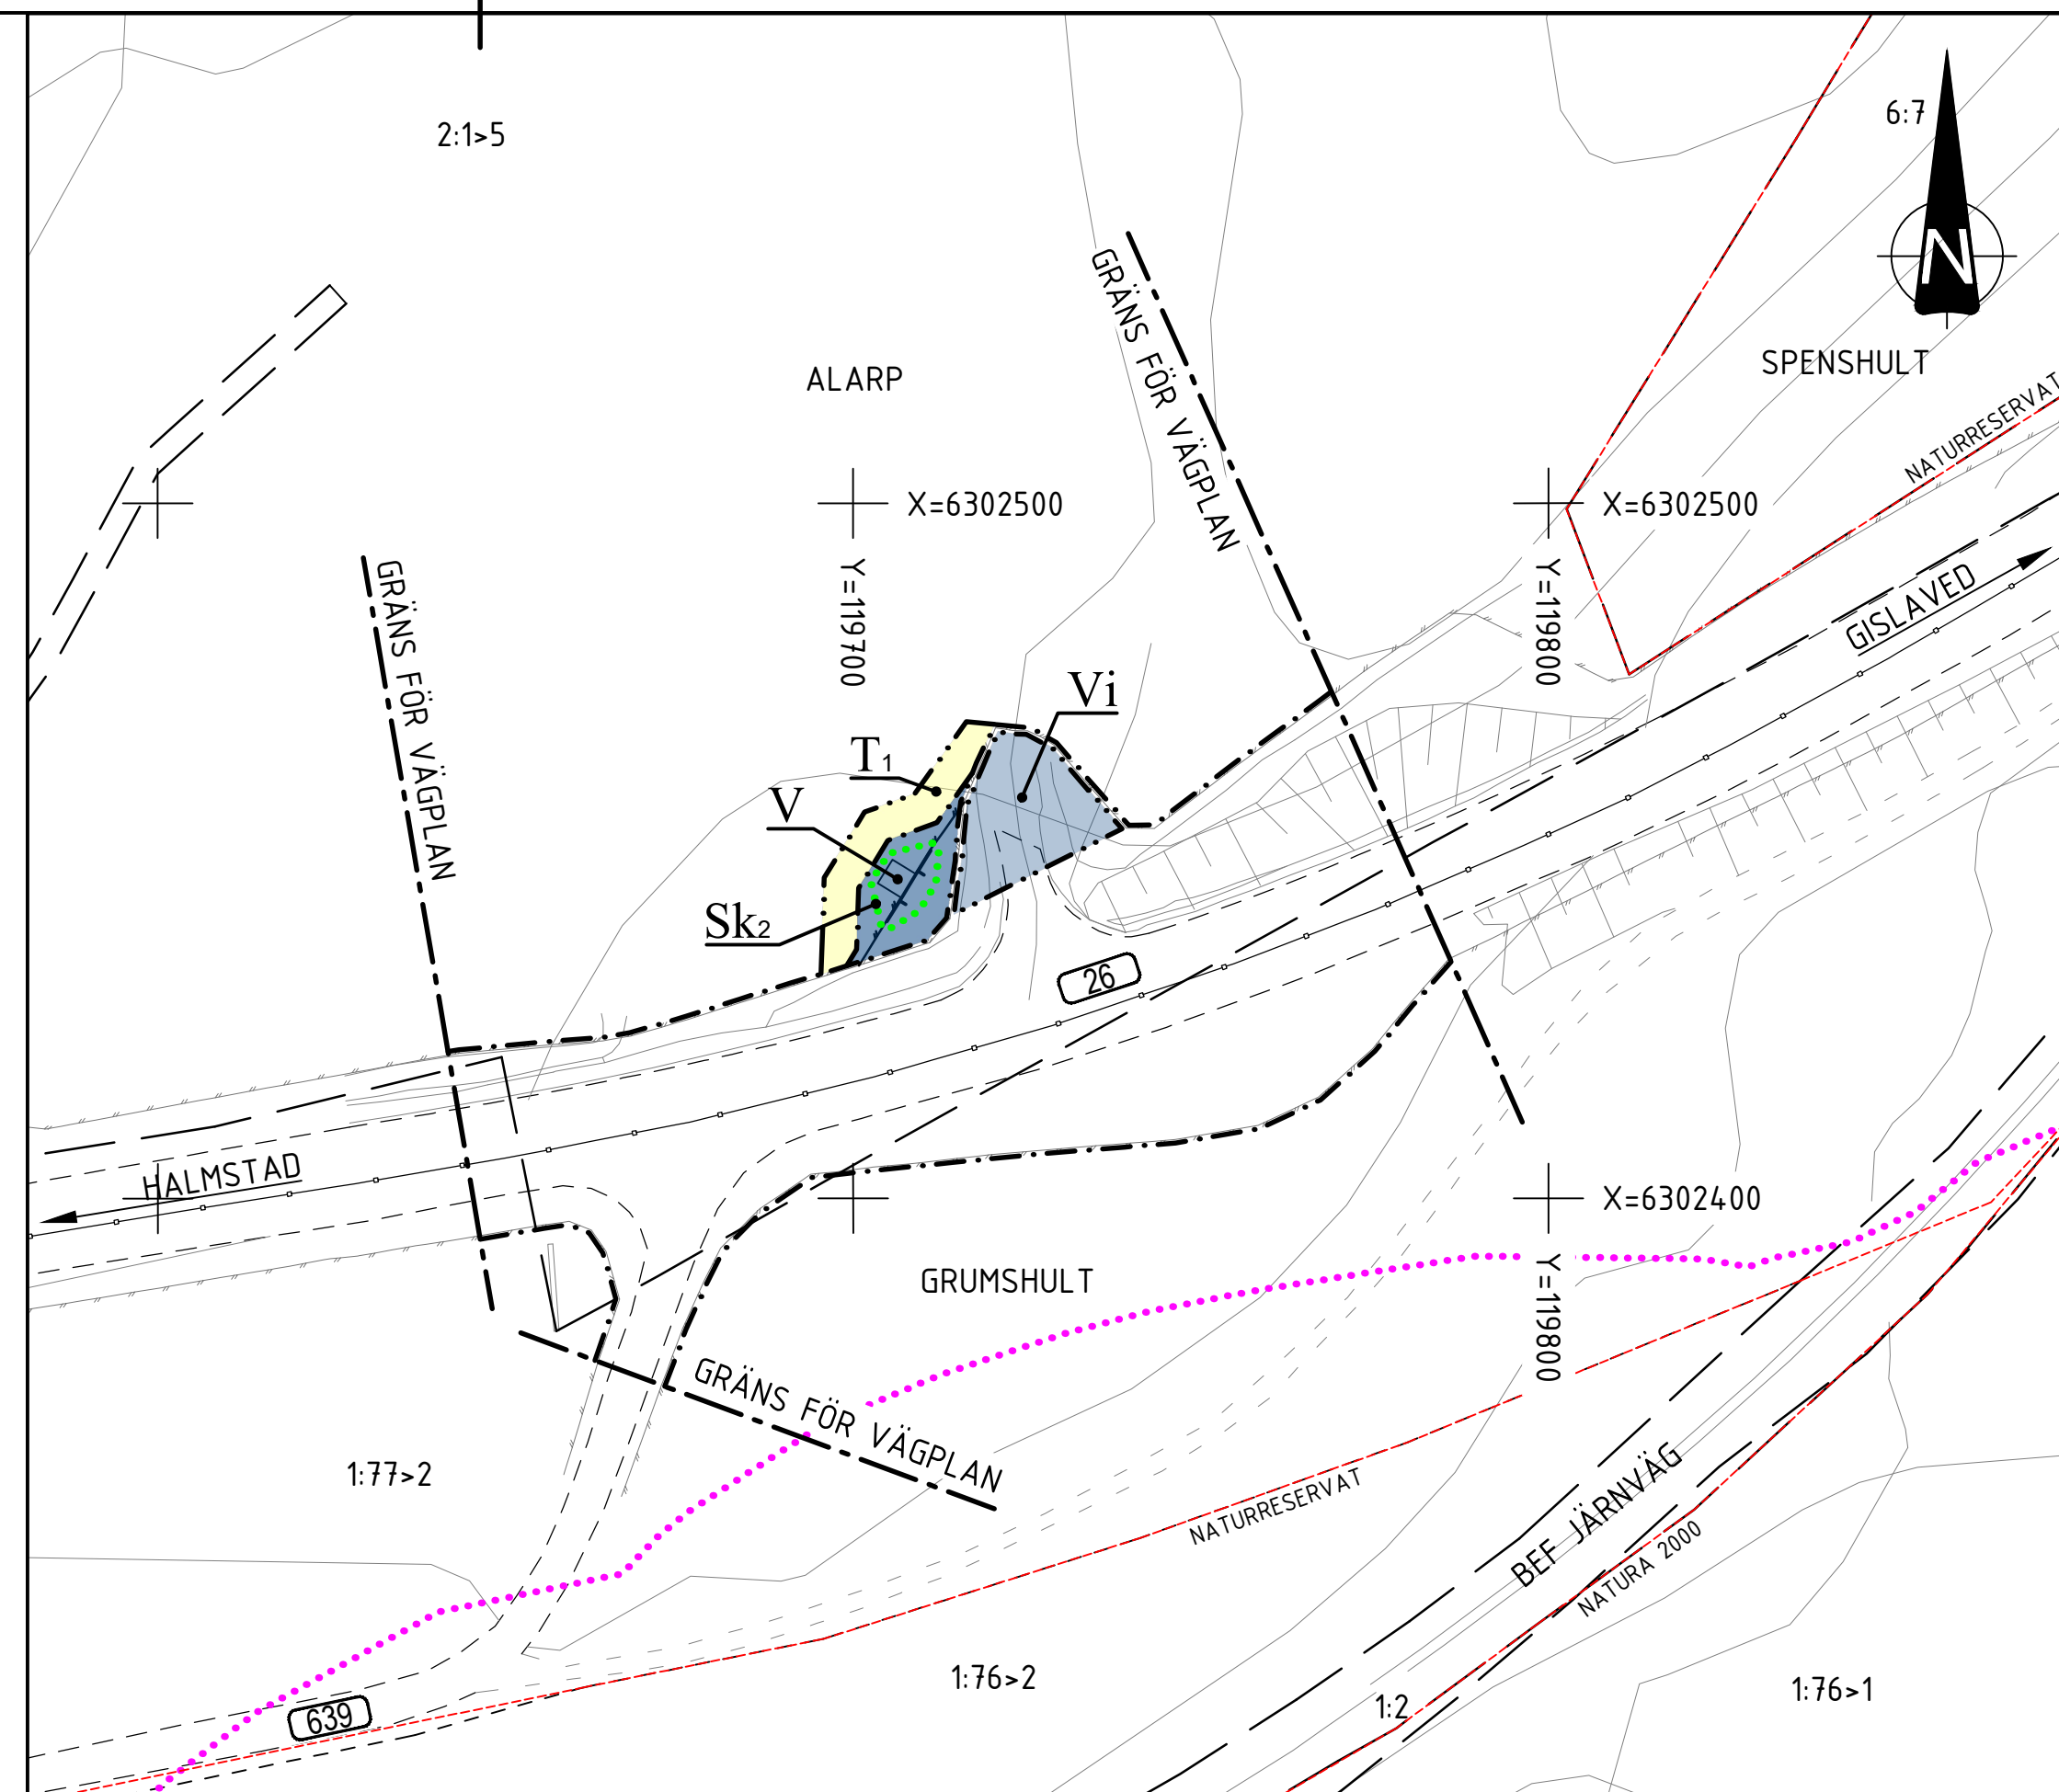 2:1>5
6:7
N
GRÄNS FÖR VÄGPLAN
ALARP
SPENSHULT
NATURRESERVAT
X=6302500
X=6302500
Y=119700
Y=119800
GRÄNS FÖR VÄGPLAN
GISLAVED
Vi
T1
V
Sk2
26
HALMSTAD
X=6302400
Y=119800
GRUMSHULT
GRÄNS FÖR VÄGPLAN
1:77>2
NATURRESERVAT
BEF JÄRNVÄG
NATURA 2000
1:76>2
1:2
1:76>1
639